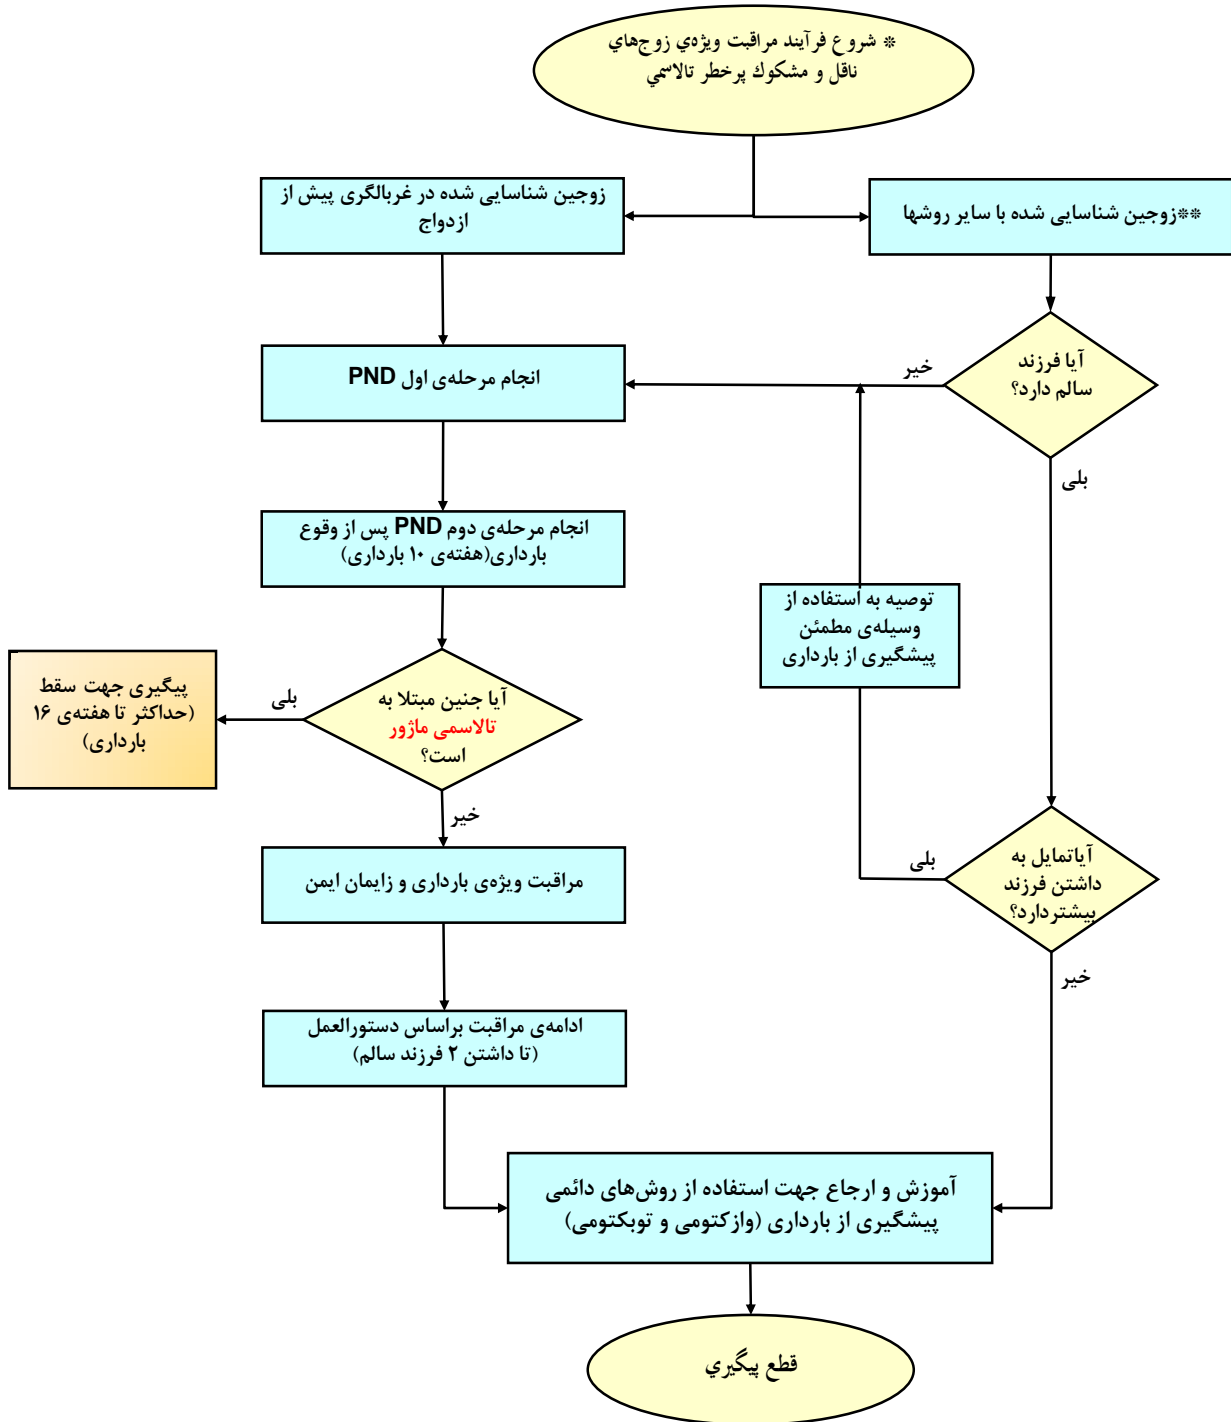 * شروع فرآیند مراقبت ویژه‌ي زوج‌هاي
ناقل و مشكوك پرخطر تالاسمي
زوجین شناسایی شده در غربالگری پیش از
ازدواج
**زوجین شناسایی شده با سایر روشها
انجام مرحله‌ی اول PND
خیر
آیا فرزند
سالم دارد؟
بلی
انجام مرحله‌ی دوم PND پس از وقوع
بارداری(هفته‌ی ۱۰ بارداری)
توصیه به استفاده از
وسیله‌ی مطمئن
پیشگیری از بارداری
پیگیری جهت سقط
(حداکثر تا هفته‌ی ۱۶
بارداری)
بلی
آیا جنین مبتلا به
تالاسمی ماژور
است؟
خیر
مراقبت ویژه‌ی بارداری و زایمان ایمن
بلی
آیاتمایل به
داشتن فرزند
بیشتردارد؟
خیر
ادامه‌ی مراقبت براساس دستورالعمل
(تا داشتن ۲ فرزند سالم)
آموزش و ارجاع جهت استفاده از روش‌های دائمی
پیشگیری از بارداری (وازکتومی و توبکتومی)
قطع پیگیري